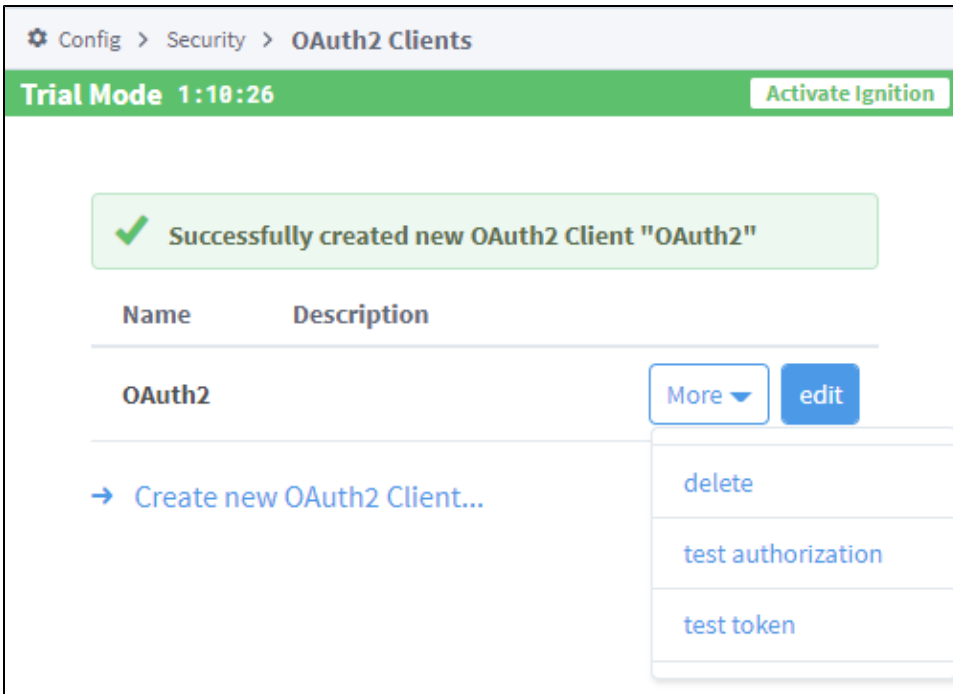 Config > Security > OAuth2 Clients
Trial Mode 1:10:26 Activate Ignition
Successfully created new OAuth2 Client "OAuth2"
Name Description
OAuth2 More edit
delete
→ Create new OAuth2 Client...
test authorization
test token